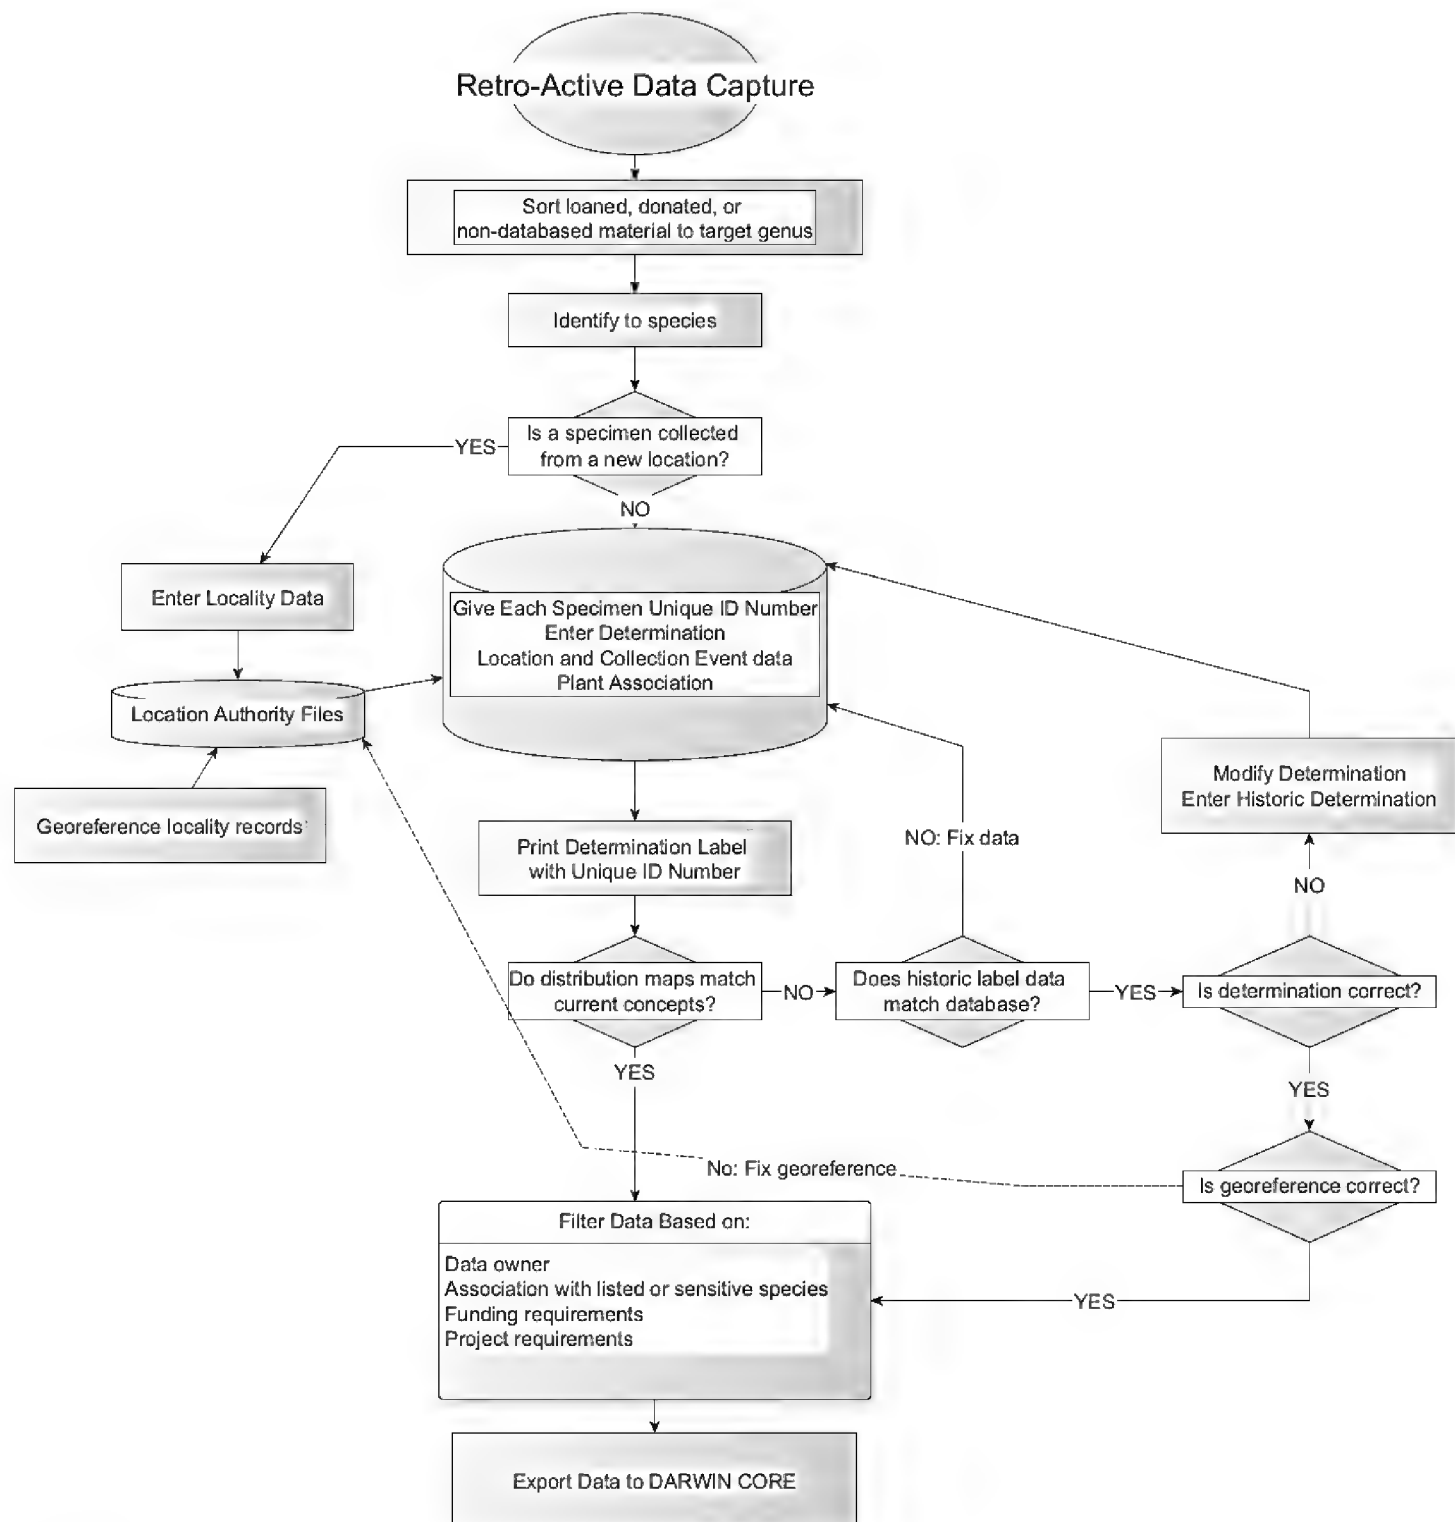 Retro-Active Data Capture
Sort loaned, donated, or
non-databased material to target genus
Identify to species
Is a specimen collected
from a new location?
YES
NO
Enter Locality Data
Give Each Specimen Unique ID Number
Enter Determination
Location and Collection Event data
Plant Association
Location Authority Files
Georeference locality records
Modify Determination
Enter Historic Determination
Print Determination Label
with Unique ID Number
NO: Fix data
NO
Do distribution maps match
current concepts?
NO
Does historic label data
match database?
YES
Is determination correct?
YES
YES
No: Fix georeference
Is georeference correct?
Filter Data Based on:
Data owner
Association with listed or sensitive species
Funding requirements
Project requirements
YES
Export Data to DARWIN CORE